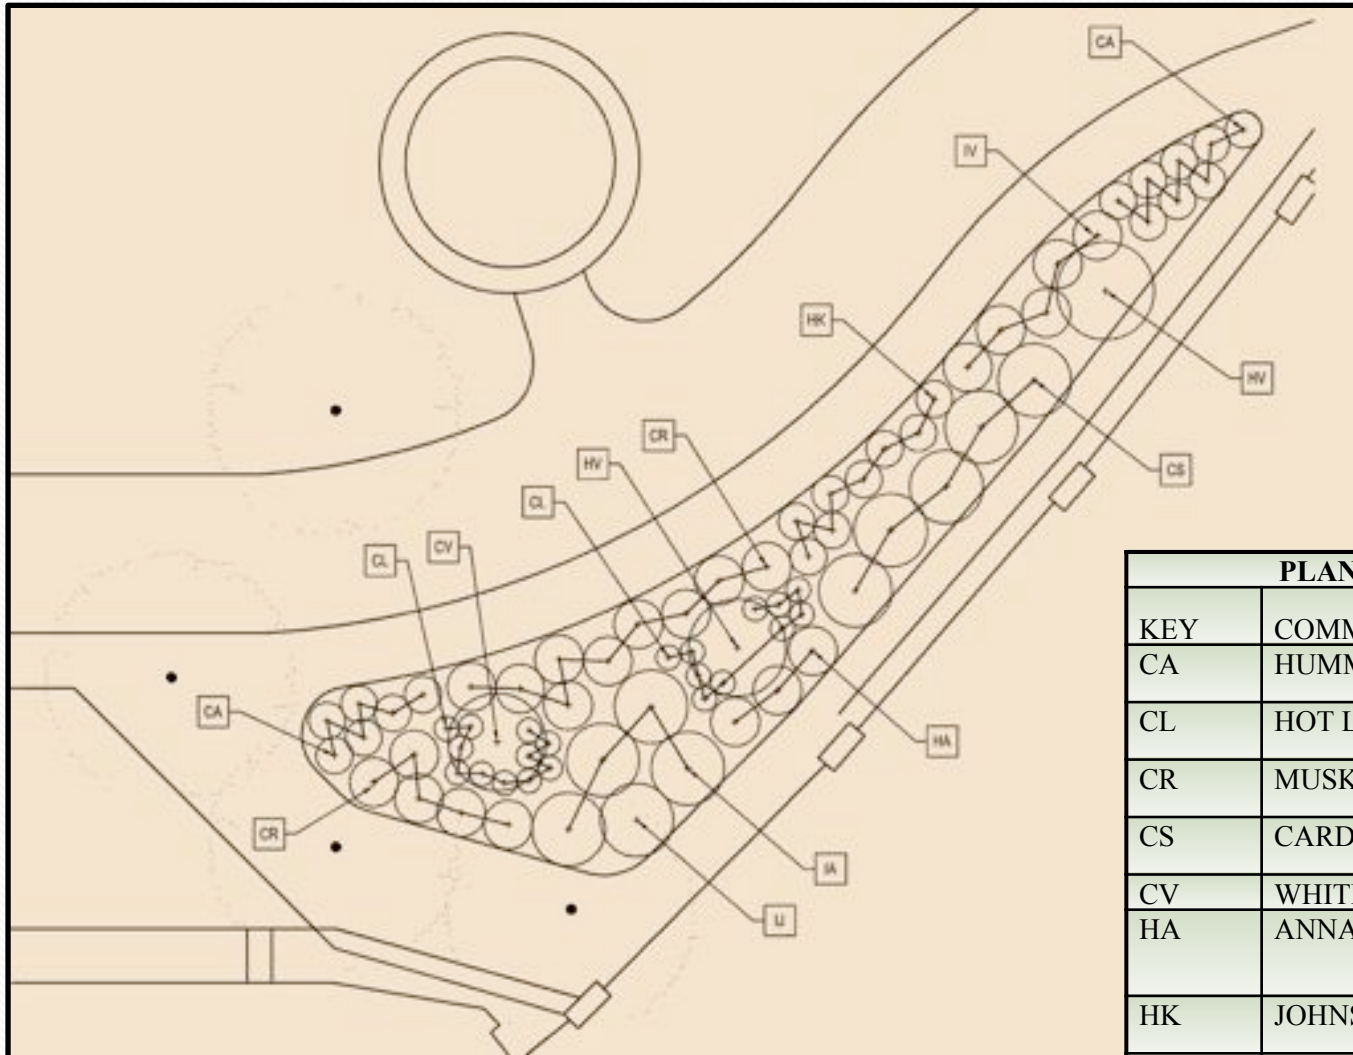 CA
IV
HK
HV
CR
CS
HV
CL
CV
CL
CA
HA
CR
IA
LI
PLAN
KEY COMM
CA HUMM
CL HOT L
CR MUSK
CS CARD
CV WHIT
HA ANNA
HK JOHNS